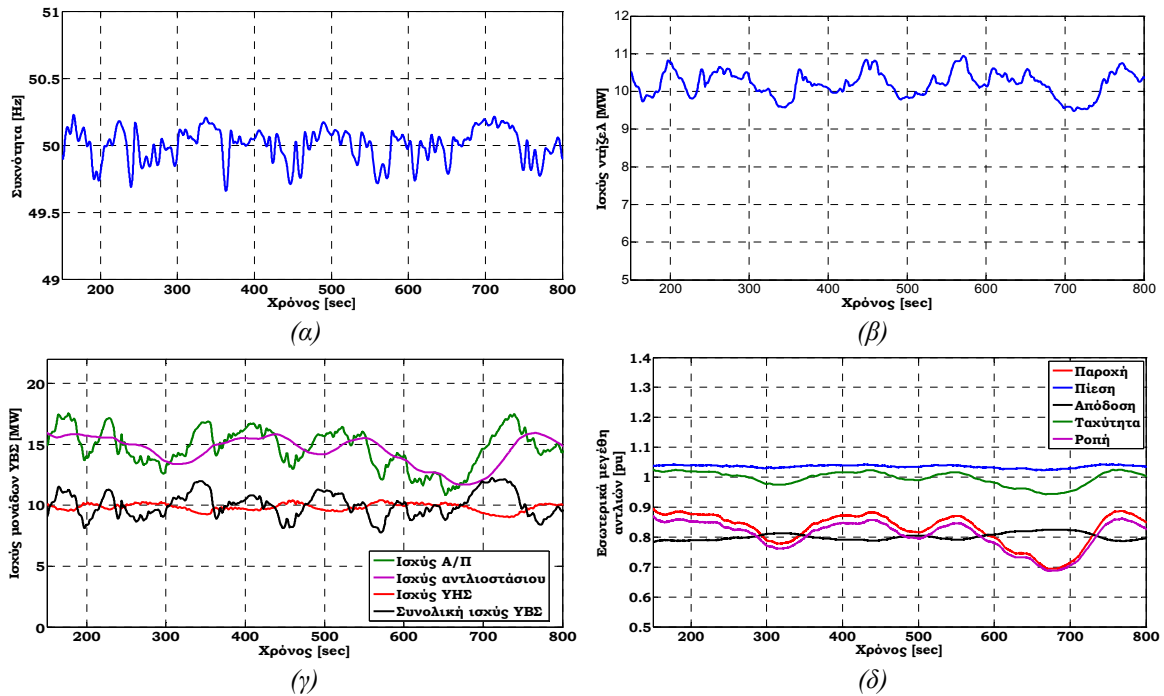 51
50.5
50
49.5
49
Συχνότητα [Hz]
200 300 400 500 600 700 800
Χρόνος [sec]
(α)
12
11
10
9
8
7
6
5
Ισχύς ντήζελ [MW]
200 300 400 500 600 700 800
Χρόνος [sec]
(β)
20
15
10
5
0
Ισχύς μονάδων ΥΒΣ [MW]
Ισχύς Α/Π
Ισχύς αντλιοστάσιου
Ισχύς ΥΗΣ
Συνολική ισχύς ΥΒΣ
200 300 400 500 600 700 800
Χρόνος [sec]
(γ)
1.4
1.3
1.2
1.1
1
0.9
0.8
0.7
0.6
0.5
Εσωτερικά μεγέθη
αντλιών [pu]
Παροχή
Πίεση
Απόδοση
Ταχύτητα
Ροπή
200 300 400 500 600 700 800
Χρόνος [sec]
(δ)